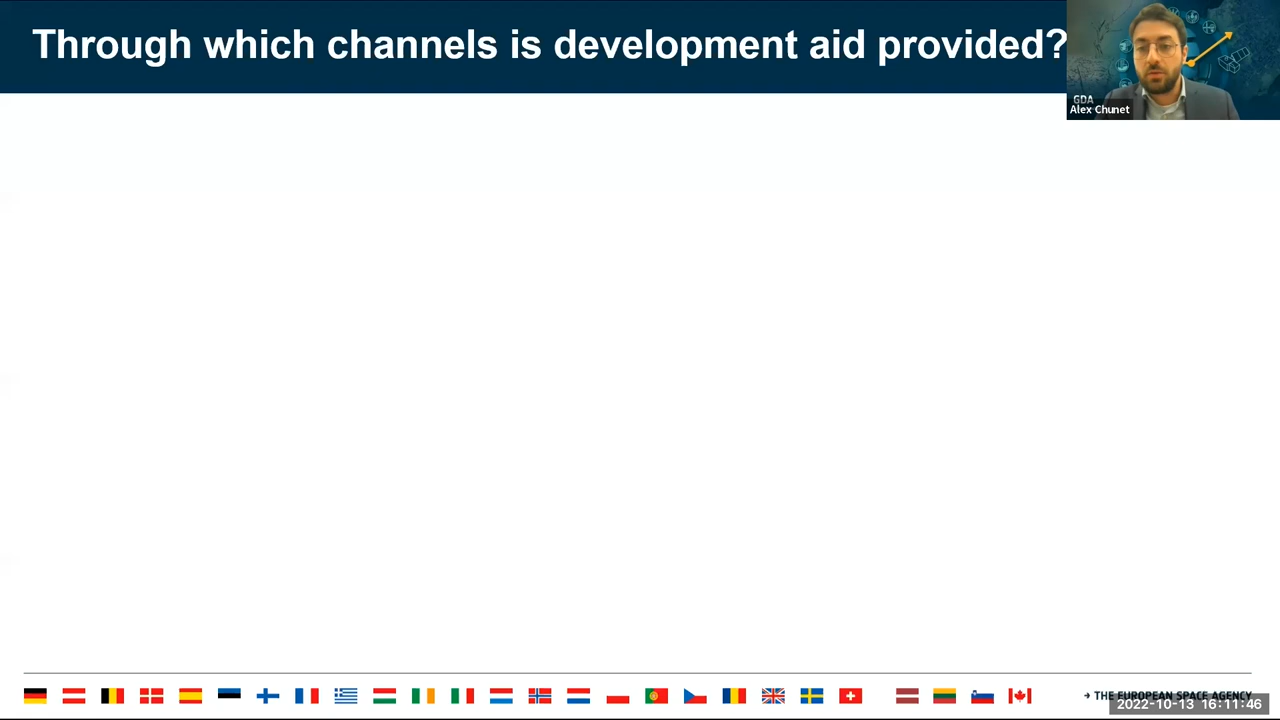 Through which channels is development aid provided?
GDA
Alex Chunet
→ THE EUROPEAN SPACE AGENCY
2022-10-13 16:11:46